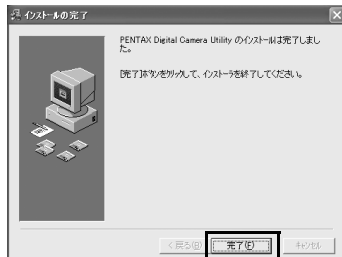 インストールの完了
PENTAX Digital Camera Utility のインストールは完了しまし
た。
[完了]ボタンをクリックして、インストーラを終了してください。
< 戻る(B)
完了(F)
キャンセル